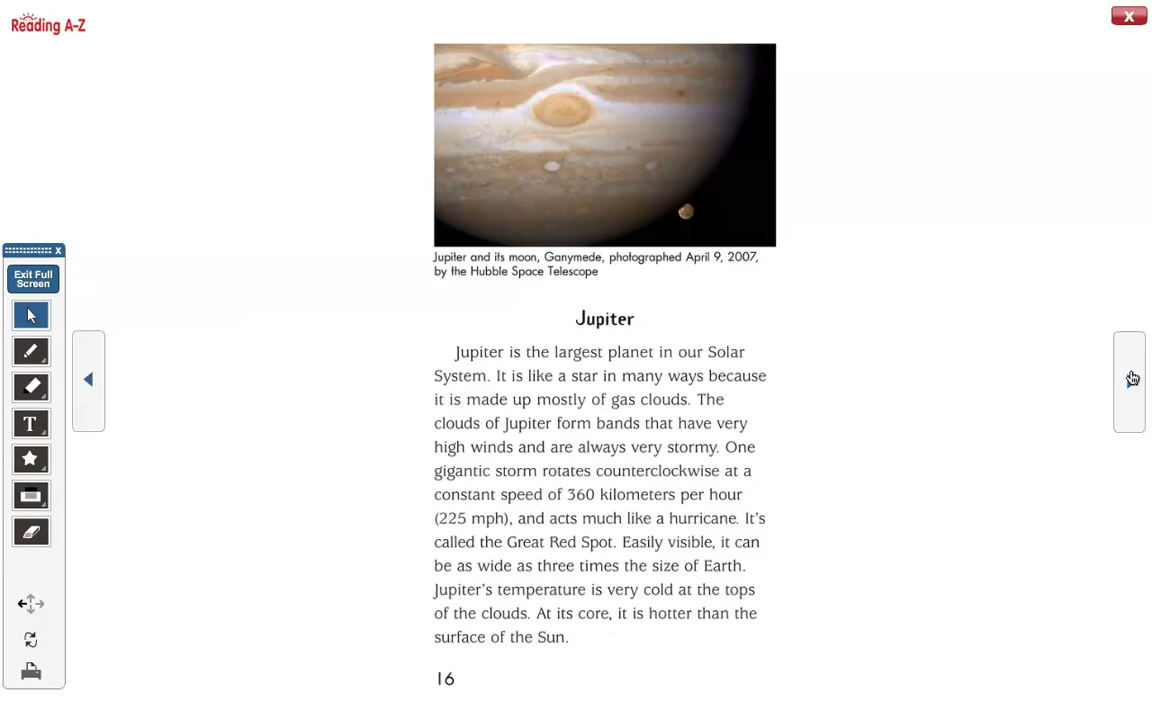 Reading A-Z
X
Jupiter and its moon, Ganymede, photographed April 9, 2007,
by the Hubble Space Telescope
x
Exit Full
Screen
Jupiter
Jupiter is the largest planet in our Solar
System. It is like a star in many ways because
it is made up mostly of gas clouds. The
clouds of Jupiter form bands that have very
high winds and are always very stormy. One
gigantic storm rotates counterclockwise at a
constant speed of 360 kilometers per hour
(225 mph), and acts much like a hurricane. It's
called the Great Red Spot. Easily visible, it can
be as wide as three times the size of Earth.
Jupiter's temperature is very cold at the tops
of the clouds. At its core, it is hotter than the
surface of the Sun.
T
16